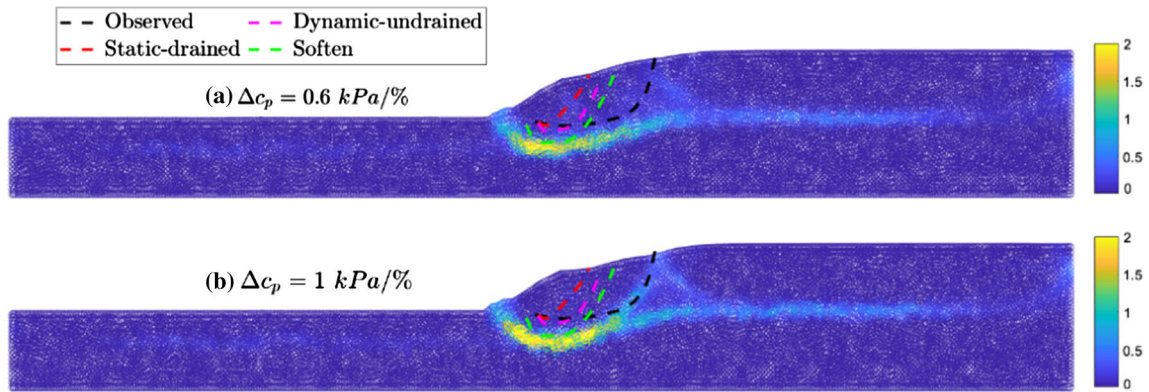 Observed Dynamic-undrained
Static-drained Soften
(a) Δc_p = 0.6 kPa/%
2
1.5
1
0.5
0
(b) Δc_p = 1 kPa/%
2
1.5
1
0.5
0